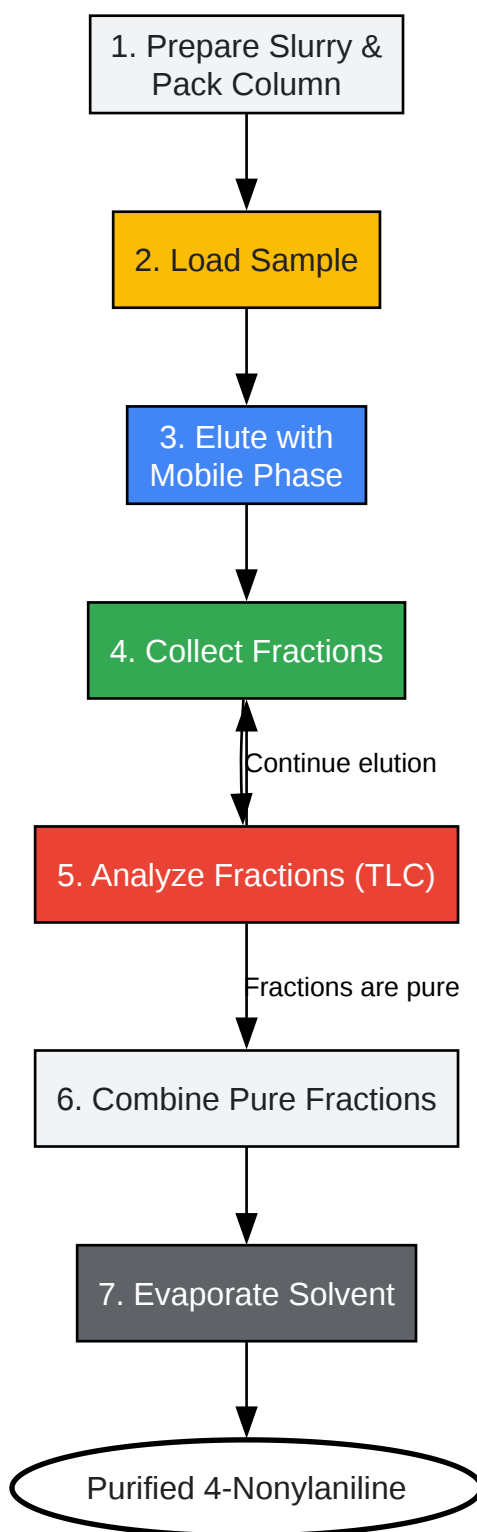 1. Prepare Slurry &
Pack Column
2. Load Sample
3. Elute with
Mobile Phase
4. Collect Fractions
Continue elution
5. Analyze Fractions (TLC)
Fractions are pure
6. Combine Pure Fractions
7. Evaporate Solvent
Purified 4-Nonylaniline